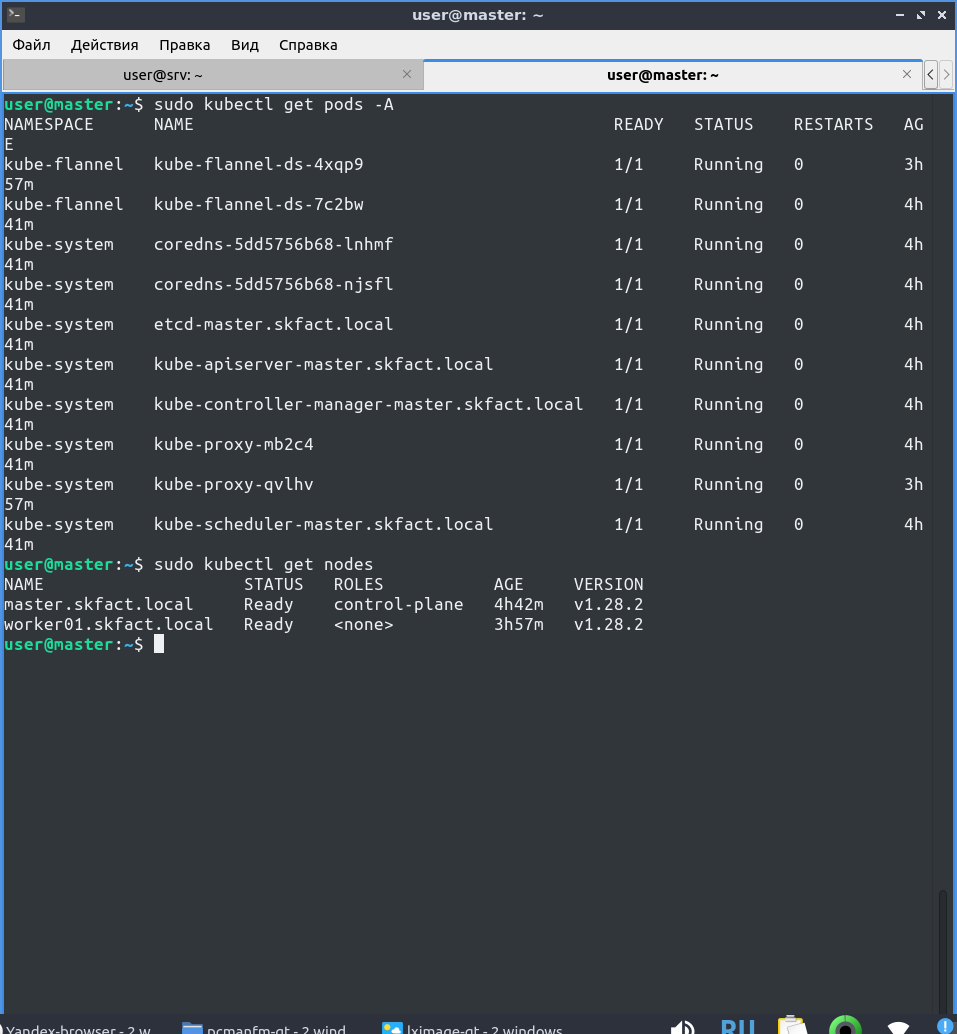 user@master: ~
Файл Действия Правка Вид Справка
user@srv: ~ user@master: ~
user@master:~$ sudo kubectl get pods -A
NAMESPACE NAME READY STATUS RESTARTS AG
E
kube-flannel kube-flannel-ds-4xqp9 1/1 Running 0 3h
57m
kube-flannel kube-flannel-ds-7c2bw 1/1 Running 0 4h
41m
kube-system coredns-5dd5756b68-lnhmf 1/1 Running 0 4h
41m
kube-system coredns-5dd5756b68-njsfl 1/1 Running 0 4h
41m
kube-system etcd-master.skfact.local 1/1 Running 0 4h
41m
kube-system kube-apiserver-master.skfact.local 1/1 Running 0 4h
41m
kube-system kube-controller-manager-master.skfact.local 1/1 Running 0 4h
41m
kube-system kube-proxy-mb2c4 1/1 Running 0 4h
41m
kube-system kube-proxy-qvlhv 1/1 Running 0 3h
57m
kube-system kube-scheduler-master.skfact.local 1/1 Running 0 4h
41m
user@master:~$ sudo kubectl get nodes
NAME STATUS ROLES AGE VERSION
master.skfact.local Ready control-plane 4h42m v1.28.2
worker01.skfact.local Ready <none> 3h57m v1.28.2
user@master:~$
Yandex-browser - 2 w pcmanfm-qt - 2 wind lximage-qt - 2 windows RU